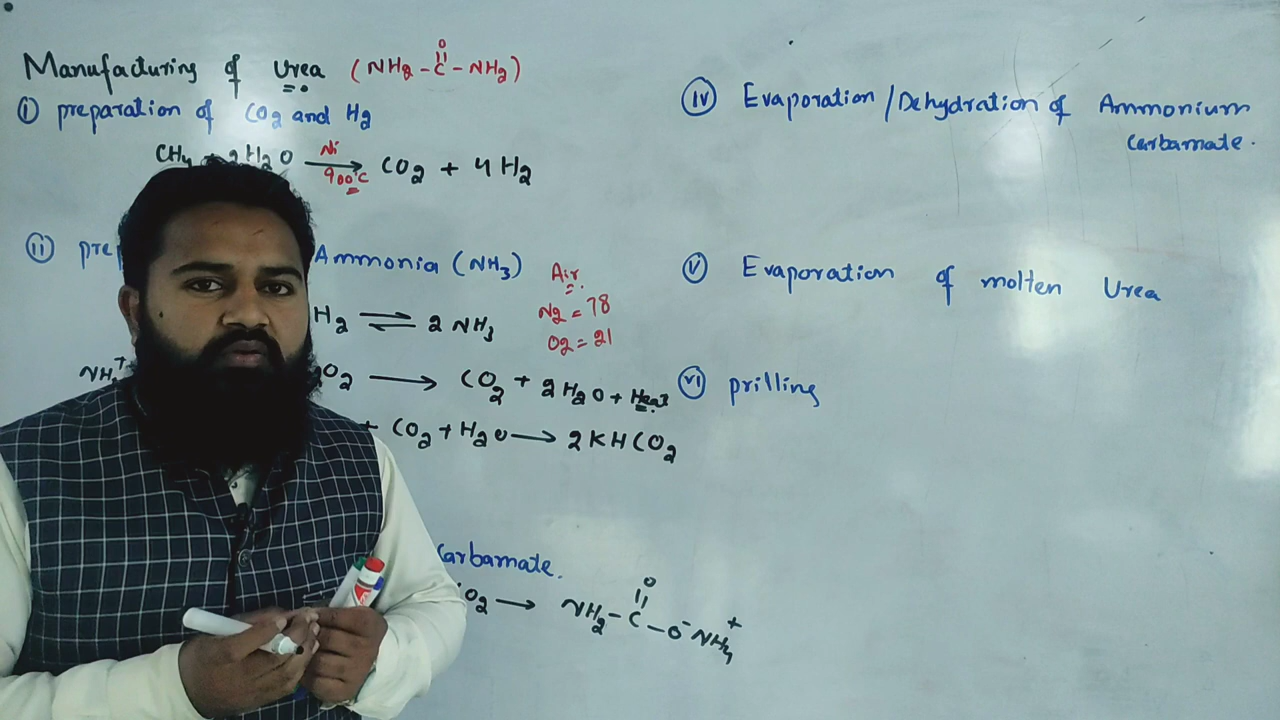 Manufacturing of Urea (NH2 - C - NH2)
O
i preparation of CO2 and H2
CH4 + 2H2O → CO2 + 4H2
Ni
900°C
ii Ammonia (NH3)
H2 ⇌ 2NH3
Air
N2 = 78
O2 = 21
O2 → CO2 + 2H2O + Heat
+ CO2 + H2O → 2KHCO2
Carbamate.
O2 → NH2 - C - O- NH4+
O
iv Evaporation / Dehydration of Ammonium
Carbamate.
v Evaporation of molten Urea
vi prilling